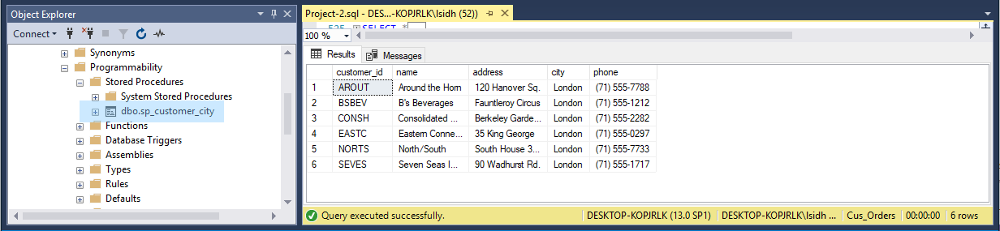 Object Explorer
Connect
Synonyms
Programmability
Stored Procedures
System Stored Procedures
dbo.sp_customer_city
Functions
Database Triggers
Assemblies
Types
Rules
Defaults
Project-2.sql - DES...-KOPJRLK\lsidh (52))
525 SELECT *
100 %
Results Messages
customer_id name address city phone
1 AROUT Around the Horn 120 Hanover Sq. London (71) 555-7788
2 BSBEV B's Beverages Fauntleroy Circus London (71) 555-1212
3 CONSH Consolidated ... Berkeley Garde... London (71) 555-2282
4 EASTC Eastern Conne... 35 King George London (71) 555-0297
5 NORTS North/South South House 3... London (71) 555-7733
6 SEVES Seven Seas I... 90 Wadhurst Rd. London (71) 555-1717
Query executed successfully. DESKTOP-KOPJRLK (13.0 SP1) DESKTOP-KOPJRLK\lsidh ... Cus_Orders 00:00:00 6 rows